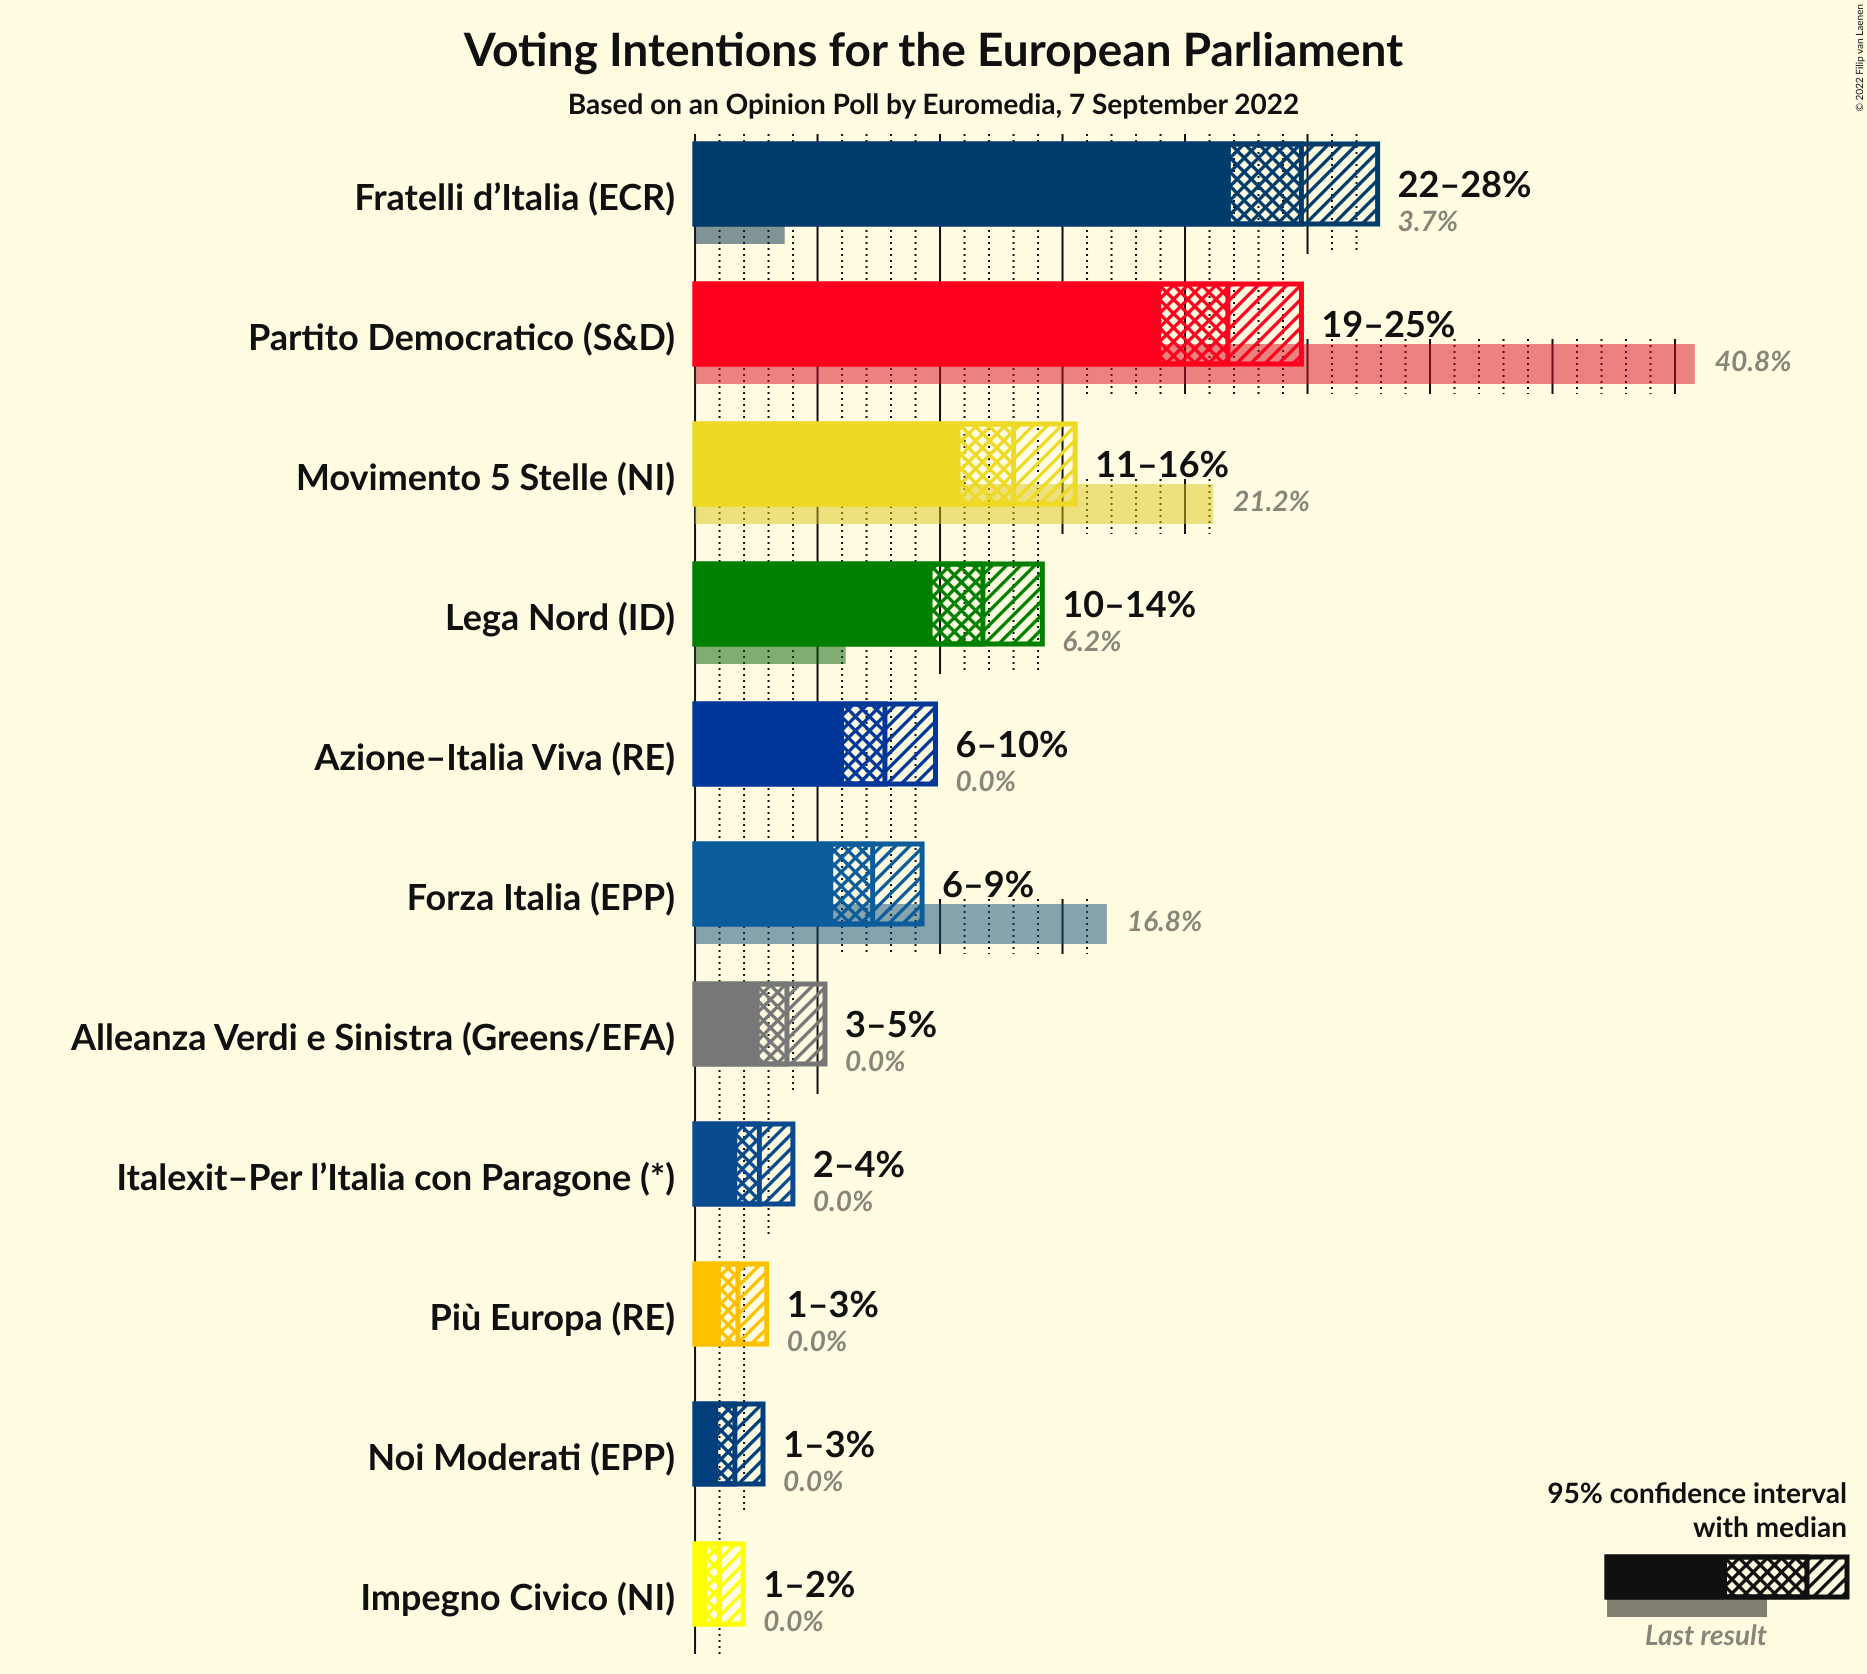 Voting Intentions for the European Parliament
Based on an Opinion Poll by Euromedia, 7 September 2022
© 2022 Filip van Laenen
Fratelli d’Italia (ECR)
22–28%
3.7%
Partito Democratico (S&D)
19–25%
40.8%
Movimento 5 Stelle (NI)
11–16%
21.2%
Lega Nord (ID)
10–14%
6.2%
Azione–Italia Viva (RE)
6–10%
0.0%
Forza Italia (EPP)
6–9%
16.8%
Alleanza Verdi e Sinistra (Greens/EFA)
3–5%
0.0%
Italexit–Per l’Italia con Paragone (*)
2–4%
0.0%
Più Europa (RE)
1–3%
0.0%
Noi Moderati (EPP)
1–3%
0.0%
Impegno Civico (NI)
1–2%
0.0%
95% confidence interval
with median
Last result